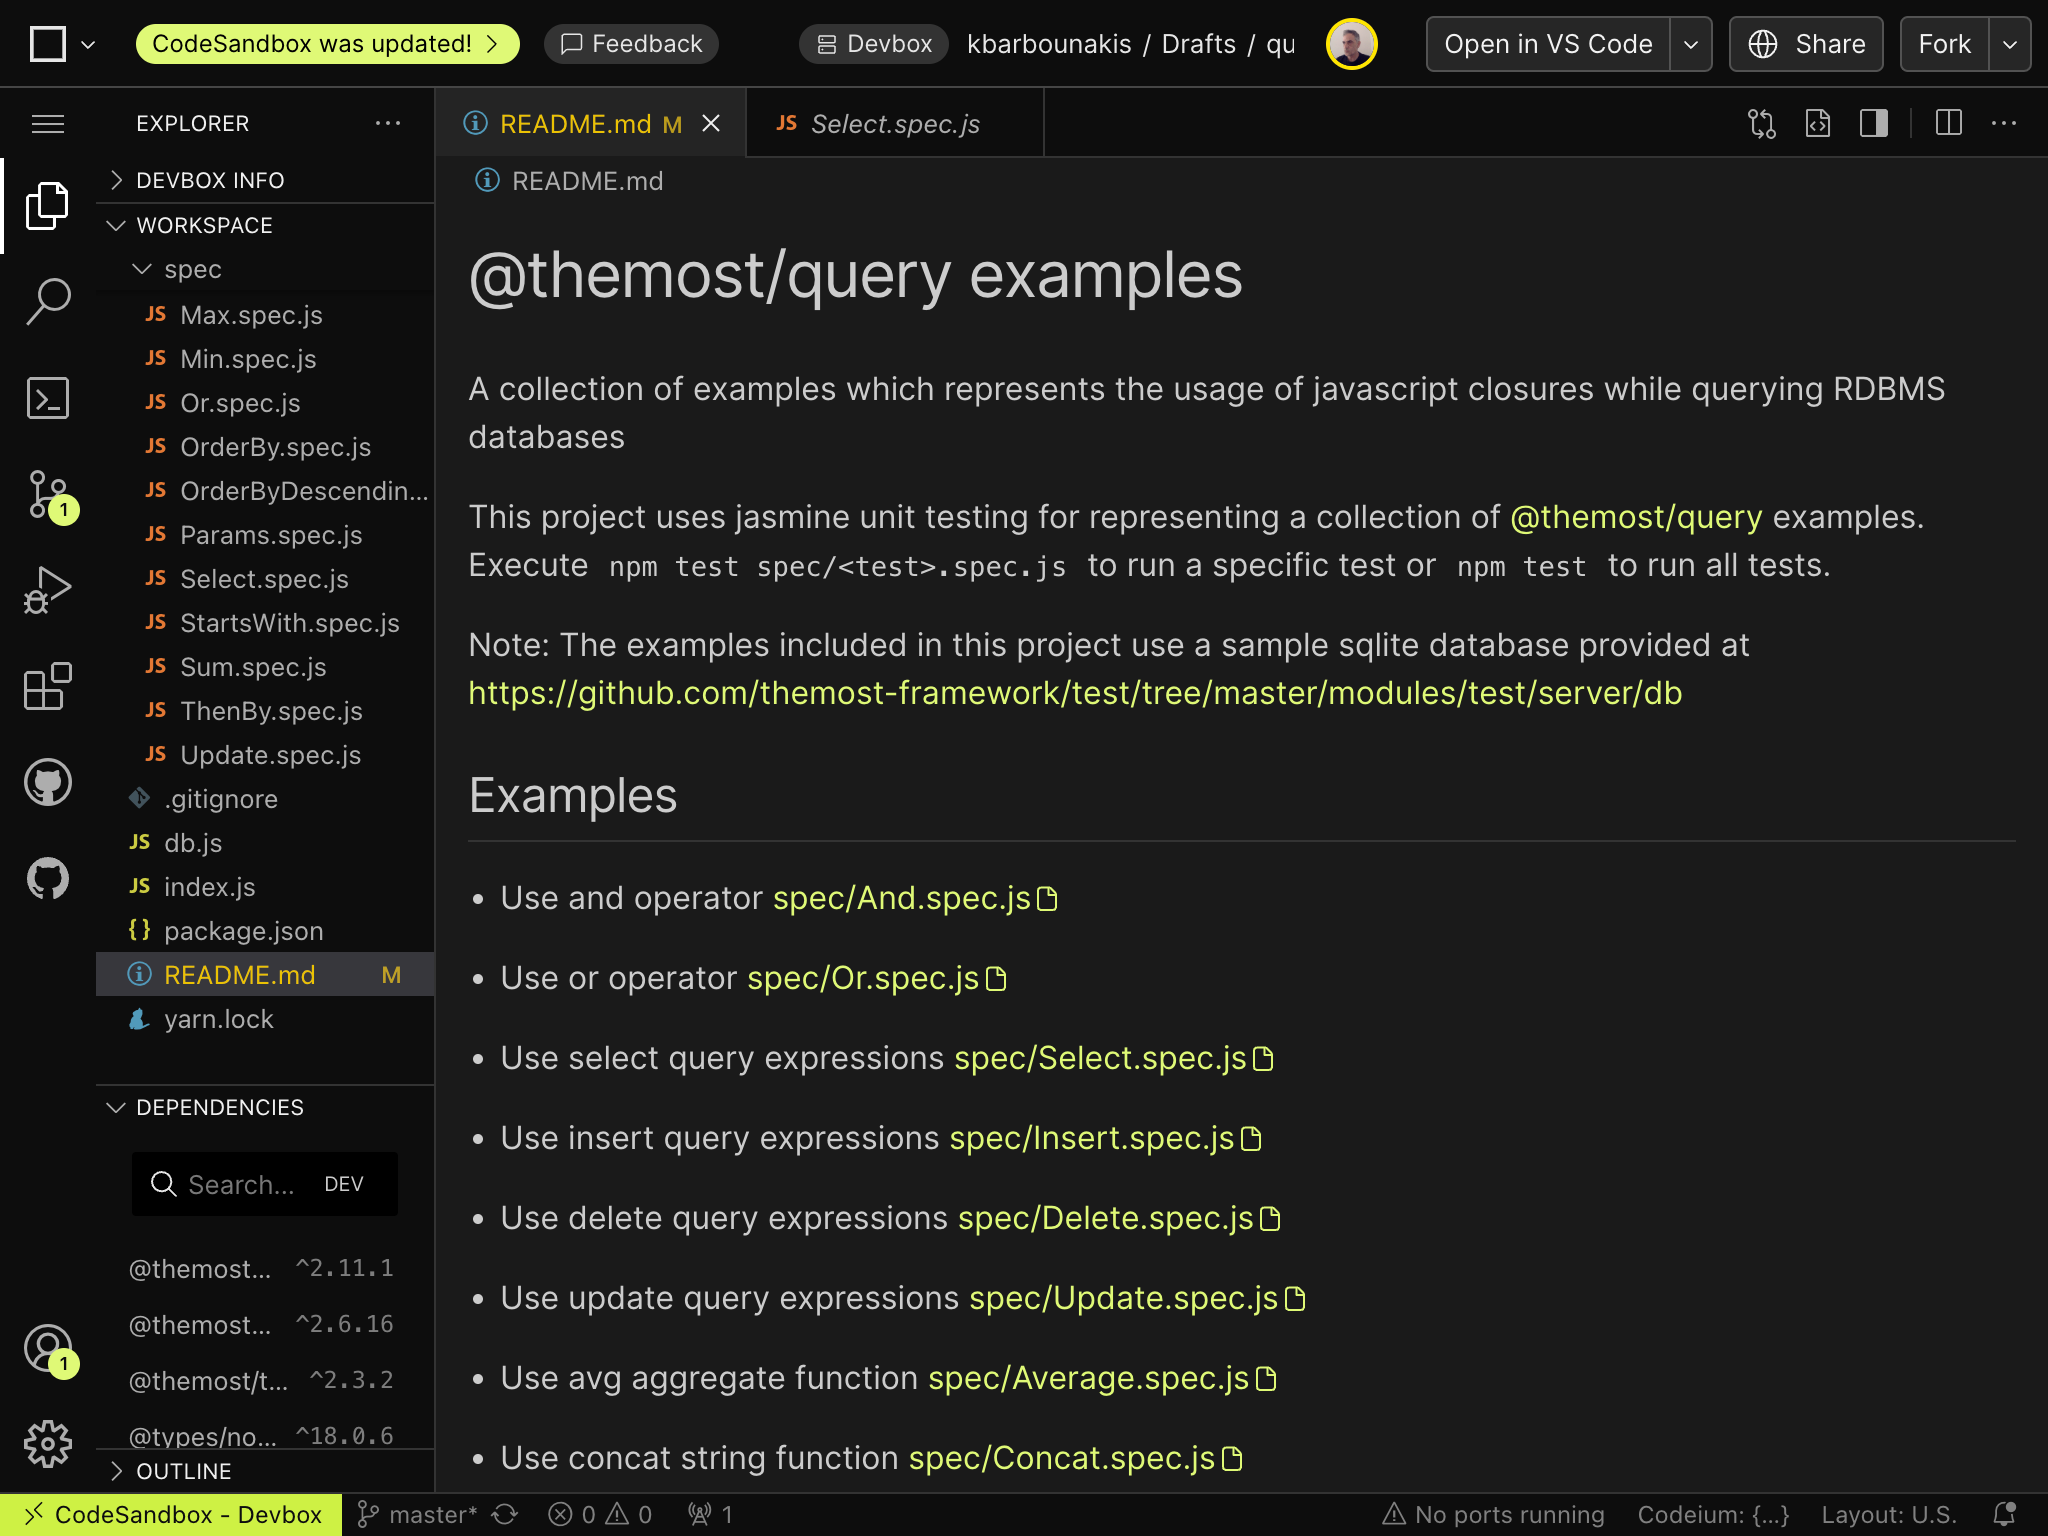 CodeSandbox was updated!
Feedback
Devbox
kbarbounakis / Drafts / qu
Open in VS Code
Share
Fork
EXPLORER
DEVBOX INFO
WORKSPACE
spec
JS Max.spec.js
JS Min.spec.js
JS Or.spec.js
JS OrderBy.spec.js
JS OrderByDescendin...
JS Params.spec.js
JS Select.spec.js
JS StartsWith.spec.js
JS Sum.spec.js
JS ThenBy.spec.js
JS Update.spec.js
.gitignore
JS db.js
JS index.js
{} package.json
README.md M
yarn.lock
DEPENDENCIES
Search... DEV
@themost... ^2.11.1
@themost... ^2.6.16
@themost/t... ^2.3.2
@types/no... ^18.0.6
OUTLINE
1
1
README.md M
JS Select.spec.js
README.md
@themost/query examples
A collection of examples which represents the usage of javascript closures while querying RDBMS
databases
This project uses jasmine unit testing for representing a collection of @themost/query examples.
Execute npm test spec/<test>.spec.js to run a specific test or npm test to run all tests.
Note: The examples included in this project use a sample sqlite database provided at
https://github.com/themost-framework/test/tree/master/modules/test/server/db
Examples
• Use and operator spec/And.spec.js
• Use or operator spec/Or.spec.js
• Use select query expressions spec/Select.spec.js
• Use insert query expressions spec/Insert.spec.js
• Use delete query expressions spec/Delete.spec.js
• Use update query expressions spec/Update.spec.js
• Use avg aggregate function spec/Average.spec.js
• Use concat string function spec/Concat.spec.js
CodeSandbox - Devbox
master*
0 0
1
No ports running
Codeium: {...}
Layout: U.S.